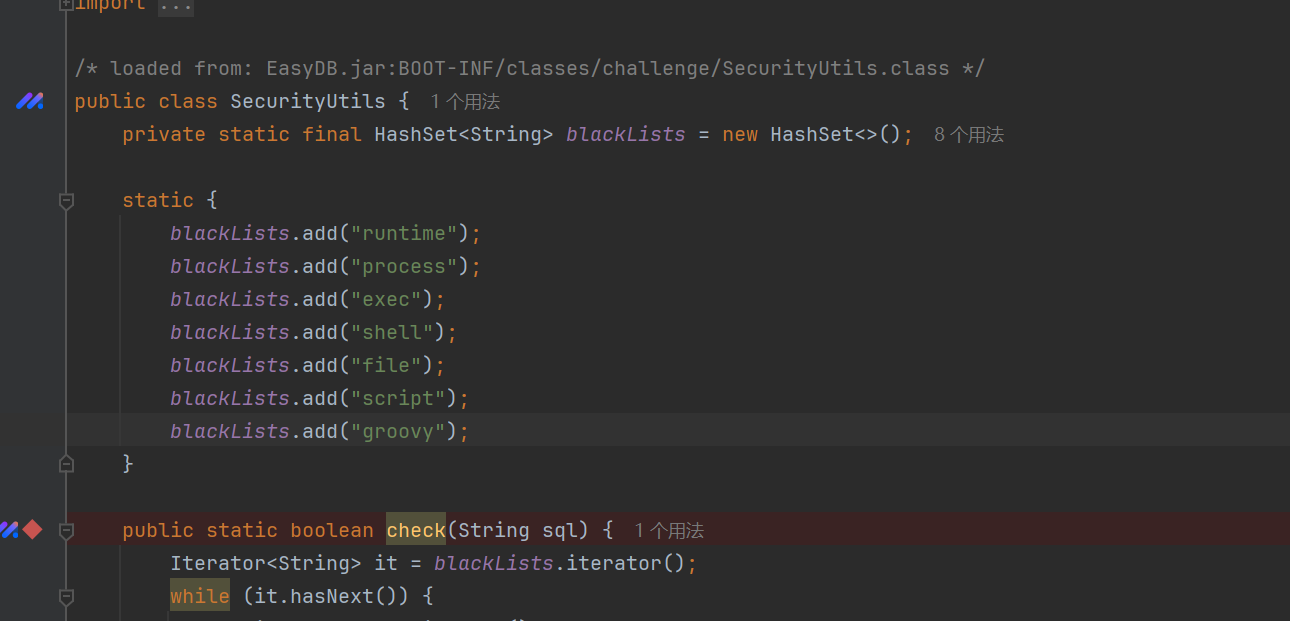 import ...
/* loaded from: EasyDB.jar:BOOT-INF/classes/challenge/SecurityUtils.class */
public class SecurityUtils { 1 个用法
private static final HashSet<String> blackLists = new HashSet<>(); 8 个用法
static {
blackLists.add("runtime");
blackLists.add("process");
blackLists.add("exec");
blackLists.add("shell");
blackLists.add("file");
blackLists.add("script");
blackLists.add("groovy");
}
public static boolean check(String sql) { 1 个用法
Iterator<String> it = blackLists.iterator();
while (it.hasNext()) {